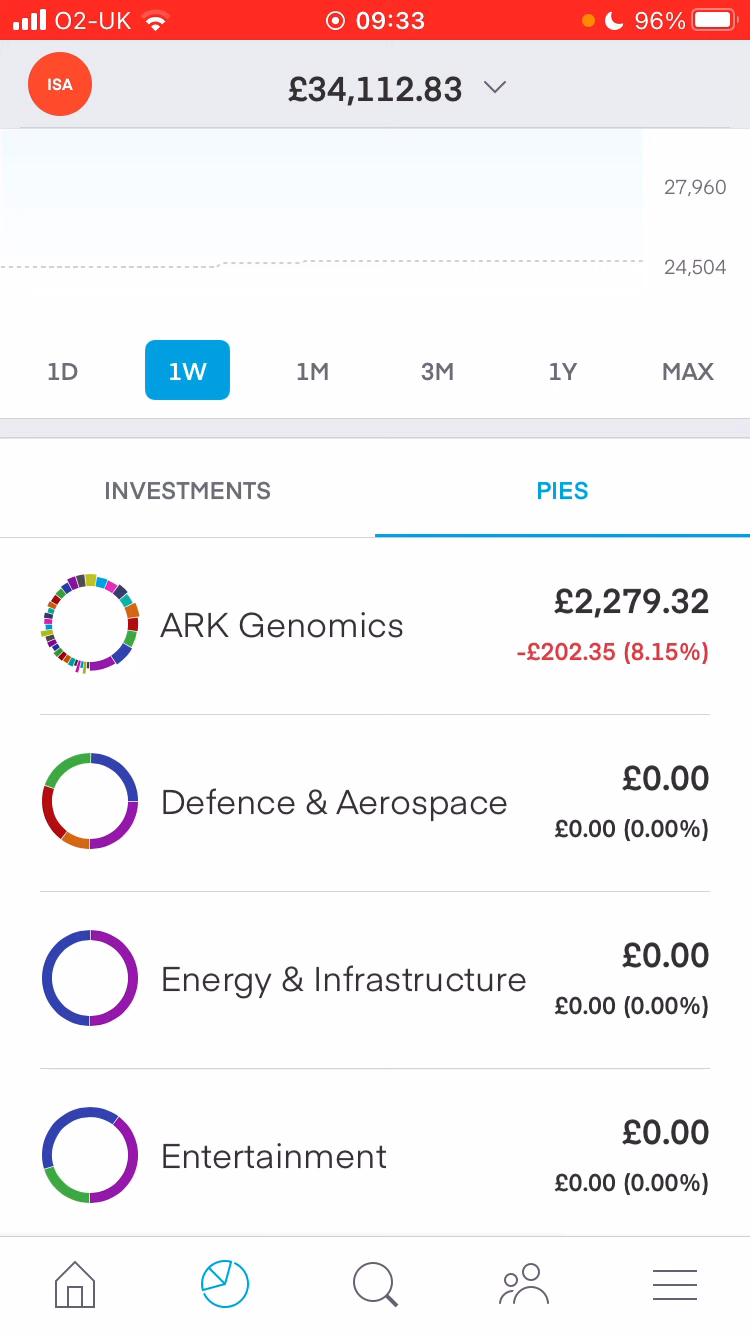 O2-UK 09:33 96%
ISA £34,112.83
27,960
24,504
1D 1W 1M 3M 1Y MAX
INVESTMENTS PIES
ARK Genomics £2,279.32
-£202.35 (8.15%)
Defence & Aerospace £0.00
£0.00 (0.00%)
Energy & Infrastructure £0.00
£0.00 (0.00%)
Entertainment £0.00
£0.00 (0.00%)